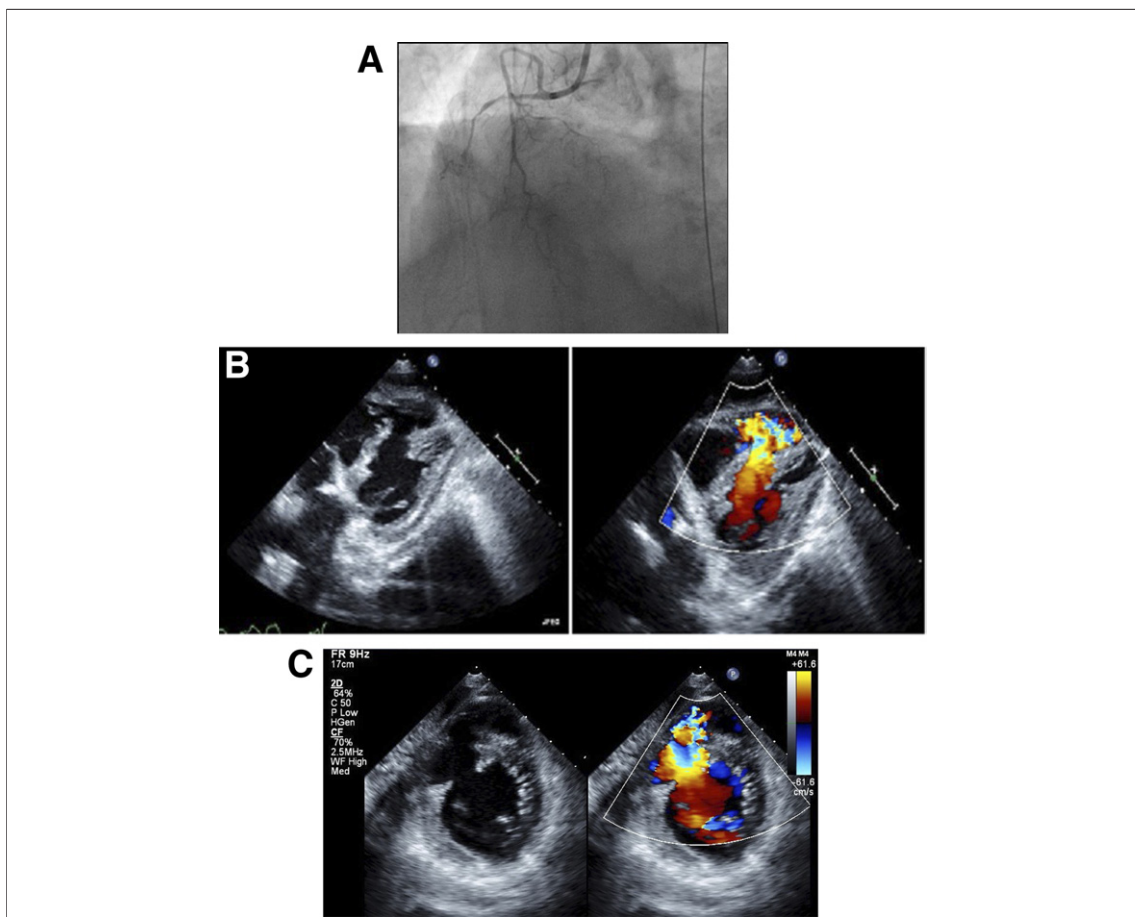 A
B
JPEG
C
FR 9Hz
17cm
2D
64%
C 50
P Low
HGen
CF
70%
2.5MHz
WF High
Med
M4 M4
+61.6
-61.6
cm/s